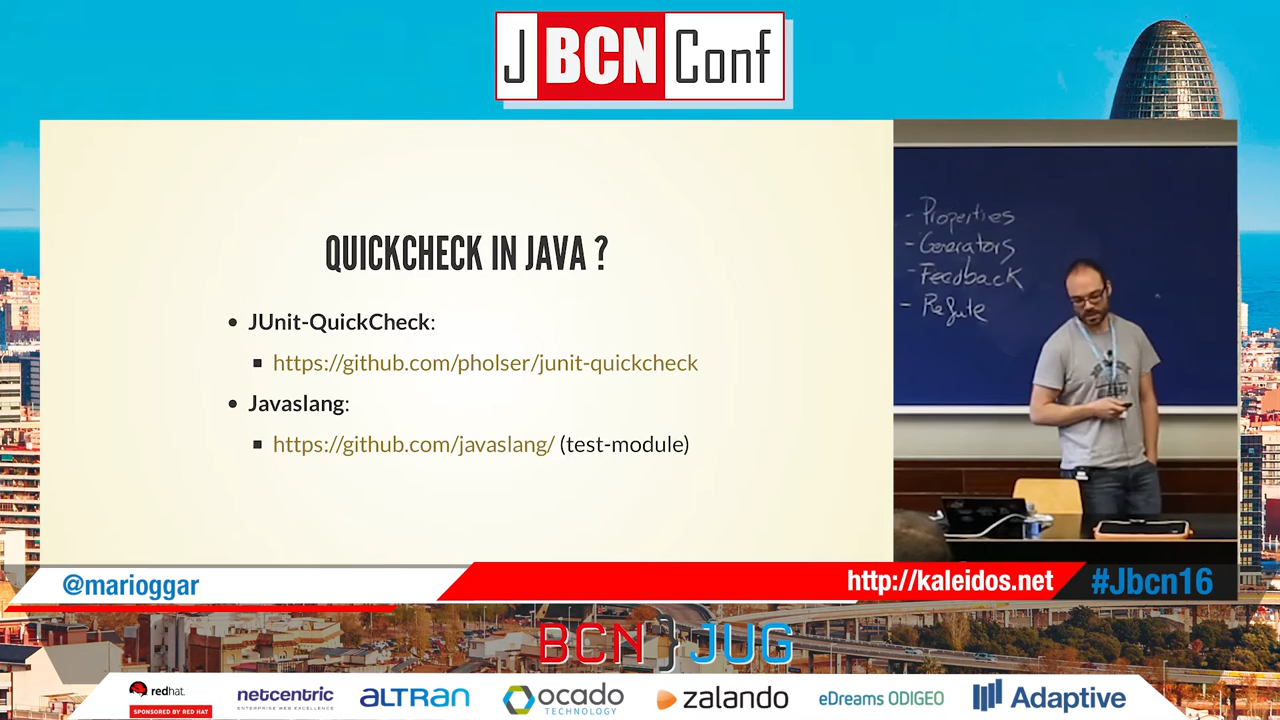 J BCN Conf
QUICKCHECK IN JAVA ?
JUnit-QuickCheck:
https://github.com/pholser/junit-quickcheck
Javaslang:
https://github.com/javaslang/ (test-module)
- Properties
- Generators
- Feedback
- Refute
@marioggar
http://kaleidos.net
#Jbcn16
BCN JUG
redhat.
SPONSORED BY RED HAT
netcentric
ENTERPRISE WEB EXCELLENCE
ALTRAN
ocado
TECHNOLOGY
zalando
eDreams ODIGEO
Adaptive